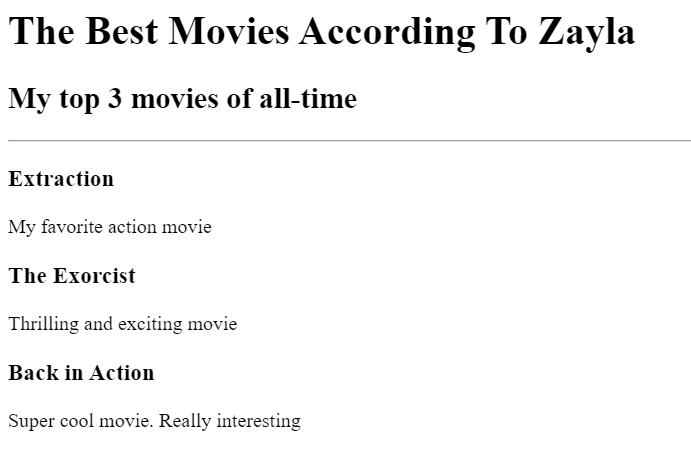 The Best Movies According To Zayla
My top 3 movies of all-time
Extraction
My favorite action movie
The Exorcist
Thrilling and exciting movie
Back in Action
Super cool movie. Really interesting